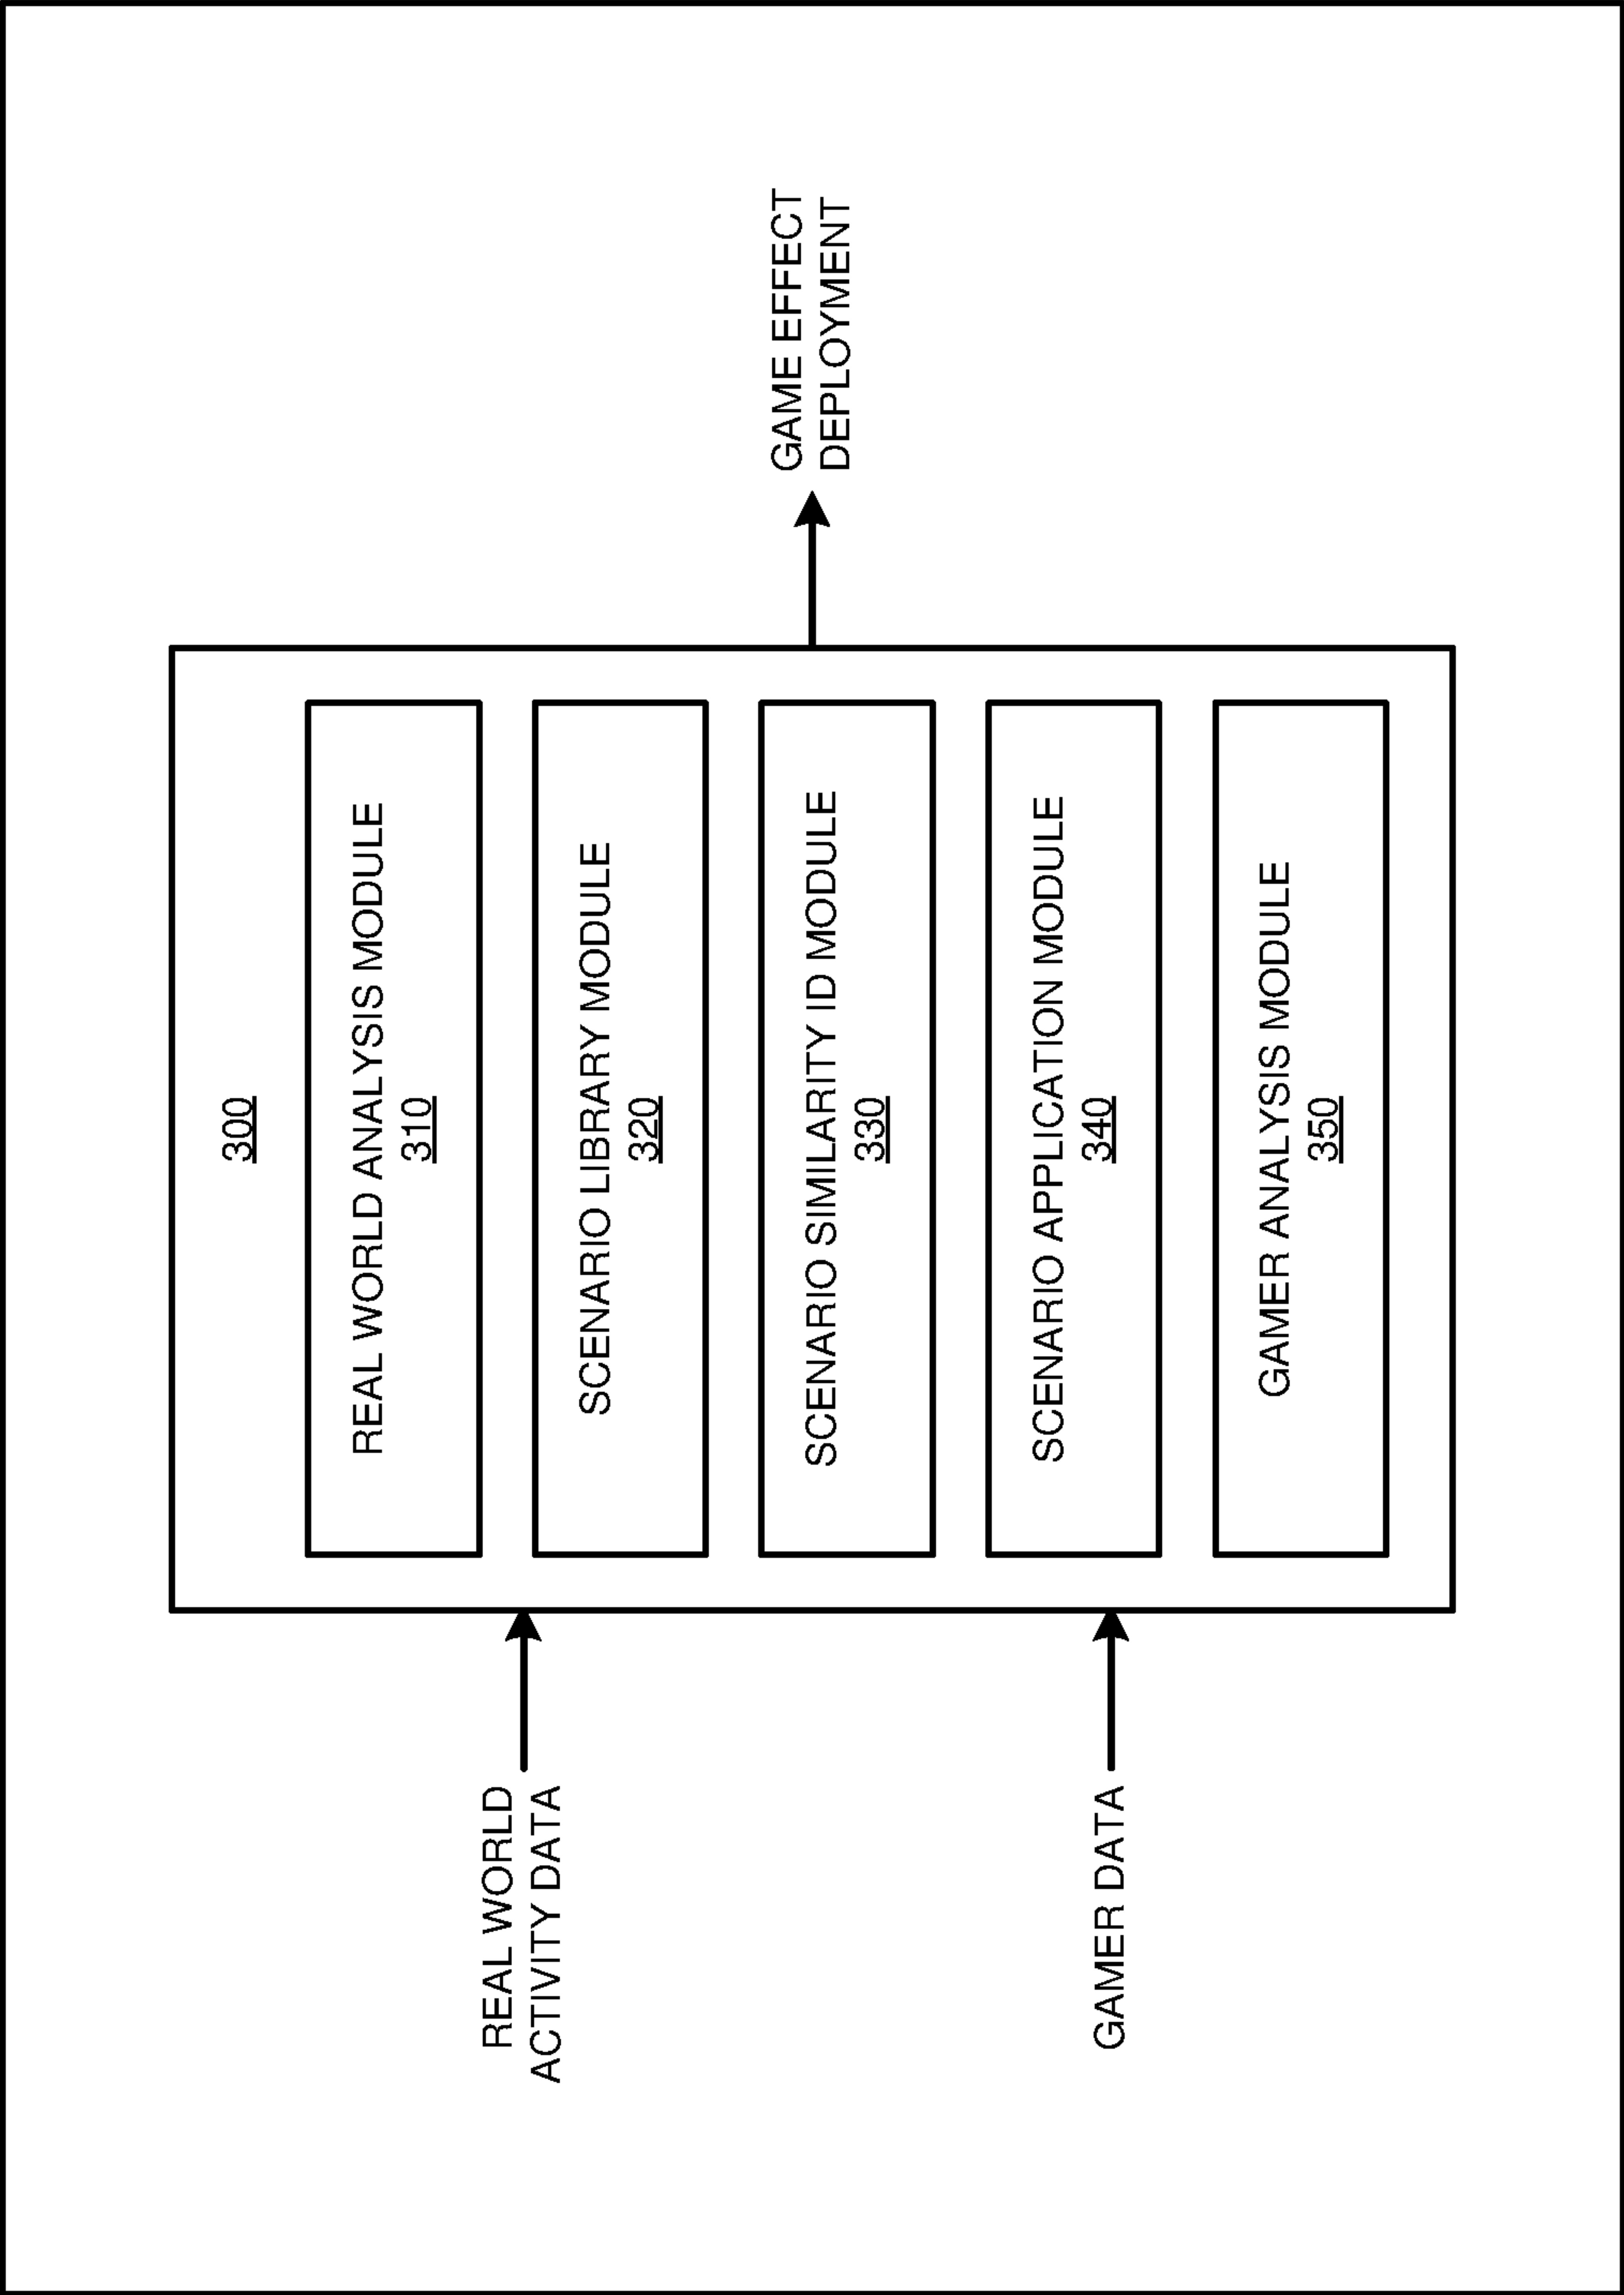 REAL WORLD
ACTIVITY DATA
GAMER DATA
300
REAL WORLD ANALYSIS MODULE
310
SCENARIO LIBRARY MODULE
320
SCENARIO SIMILARITY ID MODULE
330
SCENARIO APPLICATION MODULE
340
GAMER ANALYSIS MODULE
350
GAME EFFECT
DEPLOYMENT